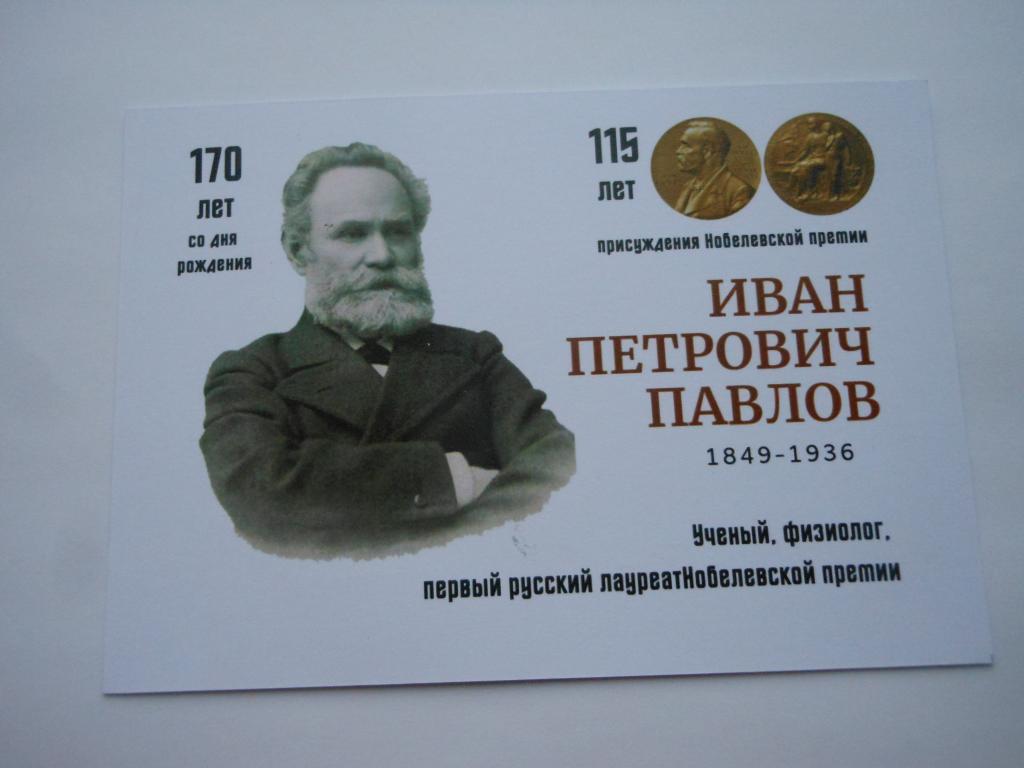 170
лет
со дня
рождения
115
лет
присуждения Нобелевской премии
ИВАН
ПЕТРОВИЧ
ПАВЛОВ
1849-1936
Ученый, физиолог,
первый русский лауреатНобелевской премии